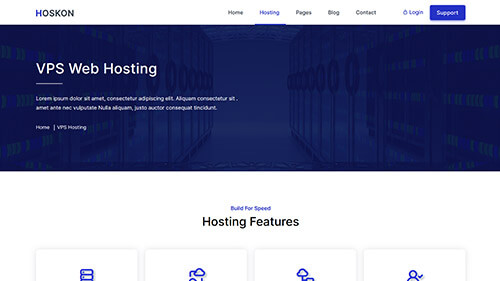 HOSKON
Home Hosting Pages Blog Contact Login Support
VPS Web Hosting
Lorem ipsum dolor sit amet, consectetur adipiscing elit. Aliquam consectetur sit .
amet ante nec vulputate Nulla aliquam, justo auctor consequat tincidunt.
Home | VPS Hosting
Build For Speed
Hosting Features